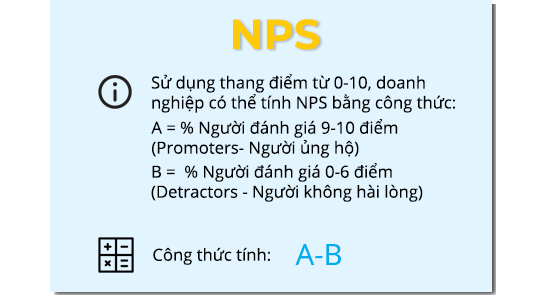 NPS
Sử dụng thang điểm từ 0-10, doanh
nghiệp có thể tính NPS bằng công thức:
A = % Người đánh giá 9-10 điểm
(Promoters- Người ủng hộ)
B =  % Người đánh giá 0-6 điểm
(Detractors - Người không hài lòng)
Công thức tính: A-B